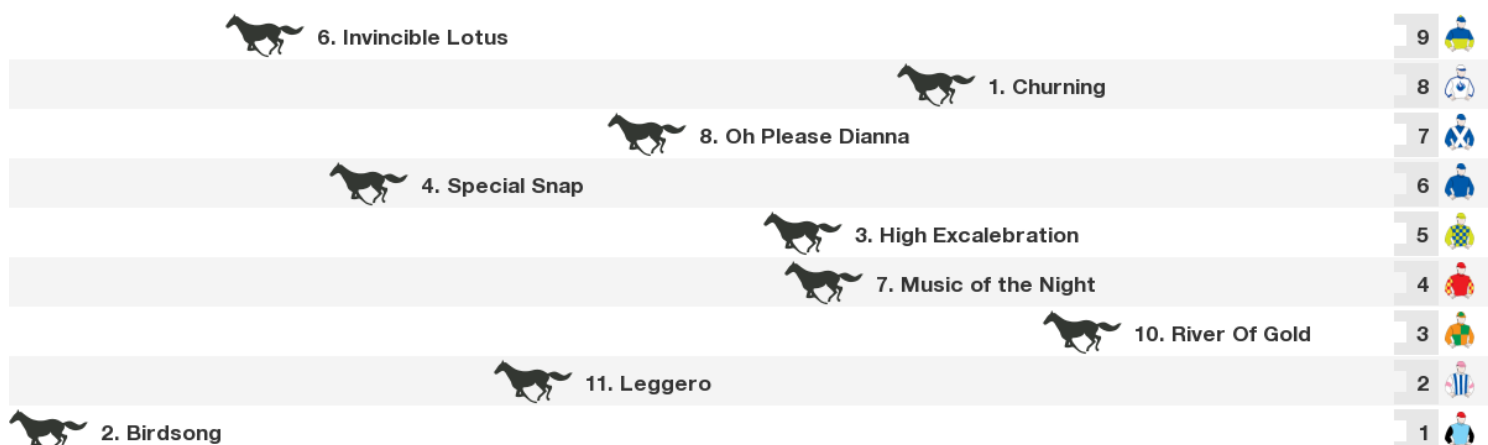 6. Invincible Lotus 9
1. Churning 8
8. Oh Please Dianna 7
4. Special Snap 6
3. High Excalebration 5
7. Music of the Night 4
10. River Of Gold 3
11. Leggero 2
2. Birdsong 1